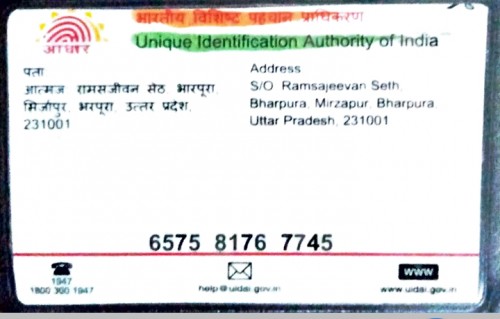 भारतीय विशिष्ट पहचान प्राधिकरण
Unique Identification Authority of India
आधार
पता
आत्मज रामसजीवन सेठ भारपूरा,
मिर्जापुर, भरपूरा, उत्तर प्रदेश,
231001
Address
S/O Ramsajeevan Seth,
Bharpura, Mirzapur, Bharpura
Uttar Pradesh, 231001
6575 8176 7745
1947
1800 300 1947
help@uidai.gov.in
WWW
www.uidai.gov.in